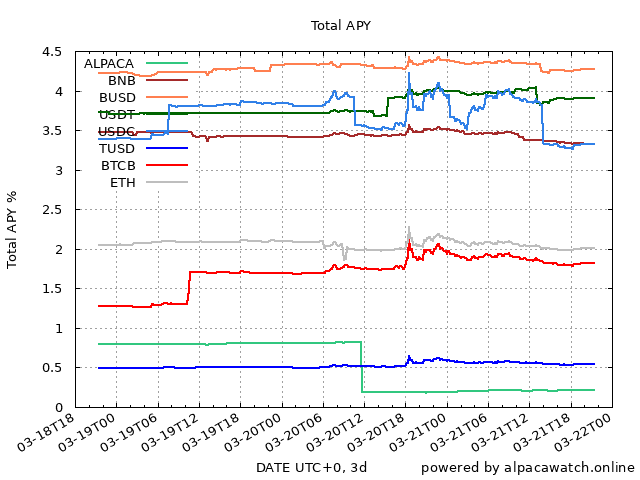 Total APY
Total APY %
4.5
4
3.5
3
2.5
2
1.5
1
0.5
0
ALPACA
BNB
BUSD
USDT
USDC
TUSD
BTCB
ETH
03-18T18
03-19T00
03-19T06
03-19T12
03-19T18
03-20T00
03-20T06
03-20T12
03-20T18
03-21T00
03-21T06
03-21T12
03-21T18
03-22T00
DATE UTC+0, 3d
powered by alpacawatch.online